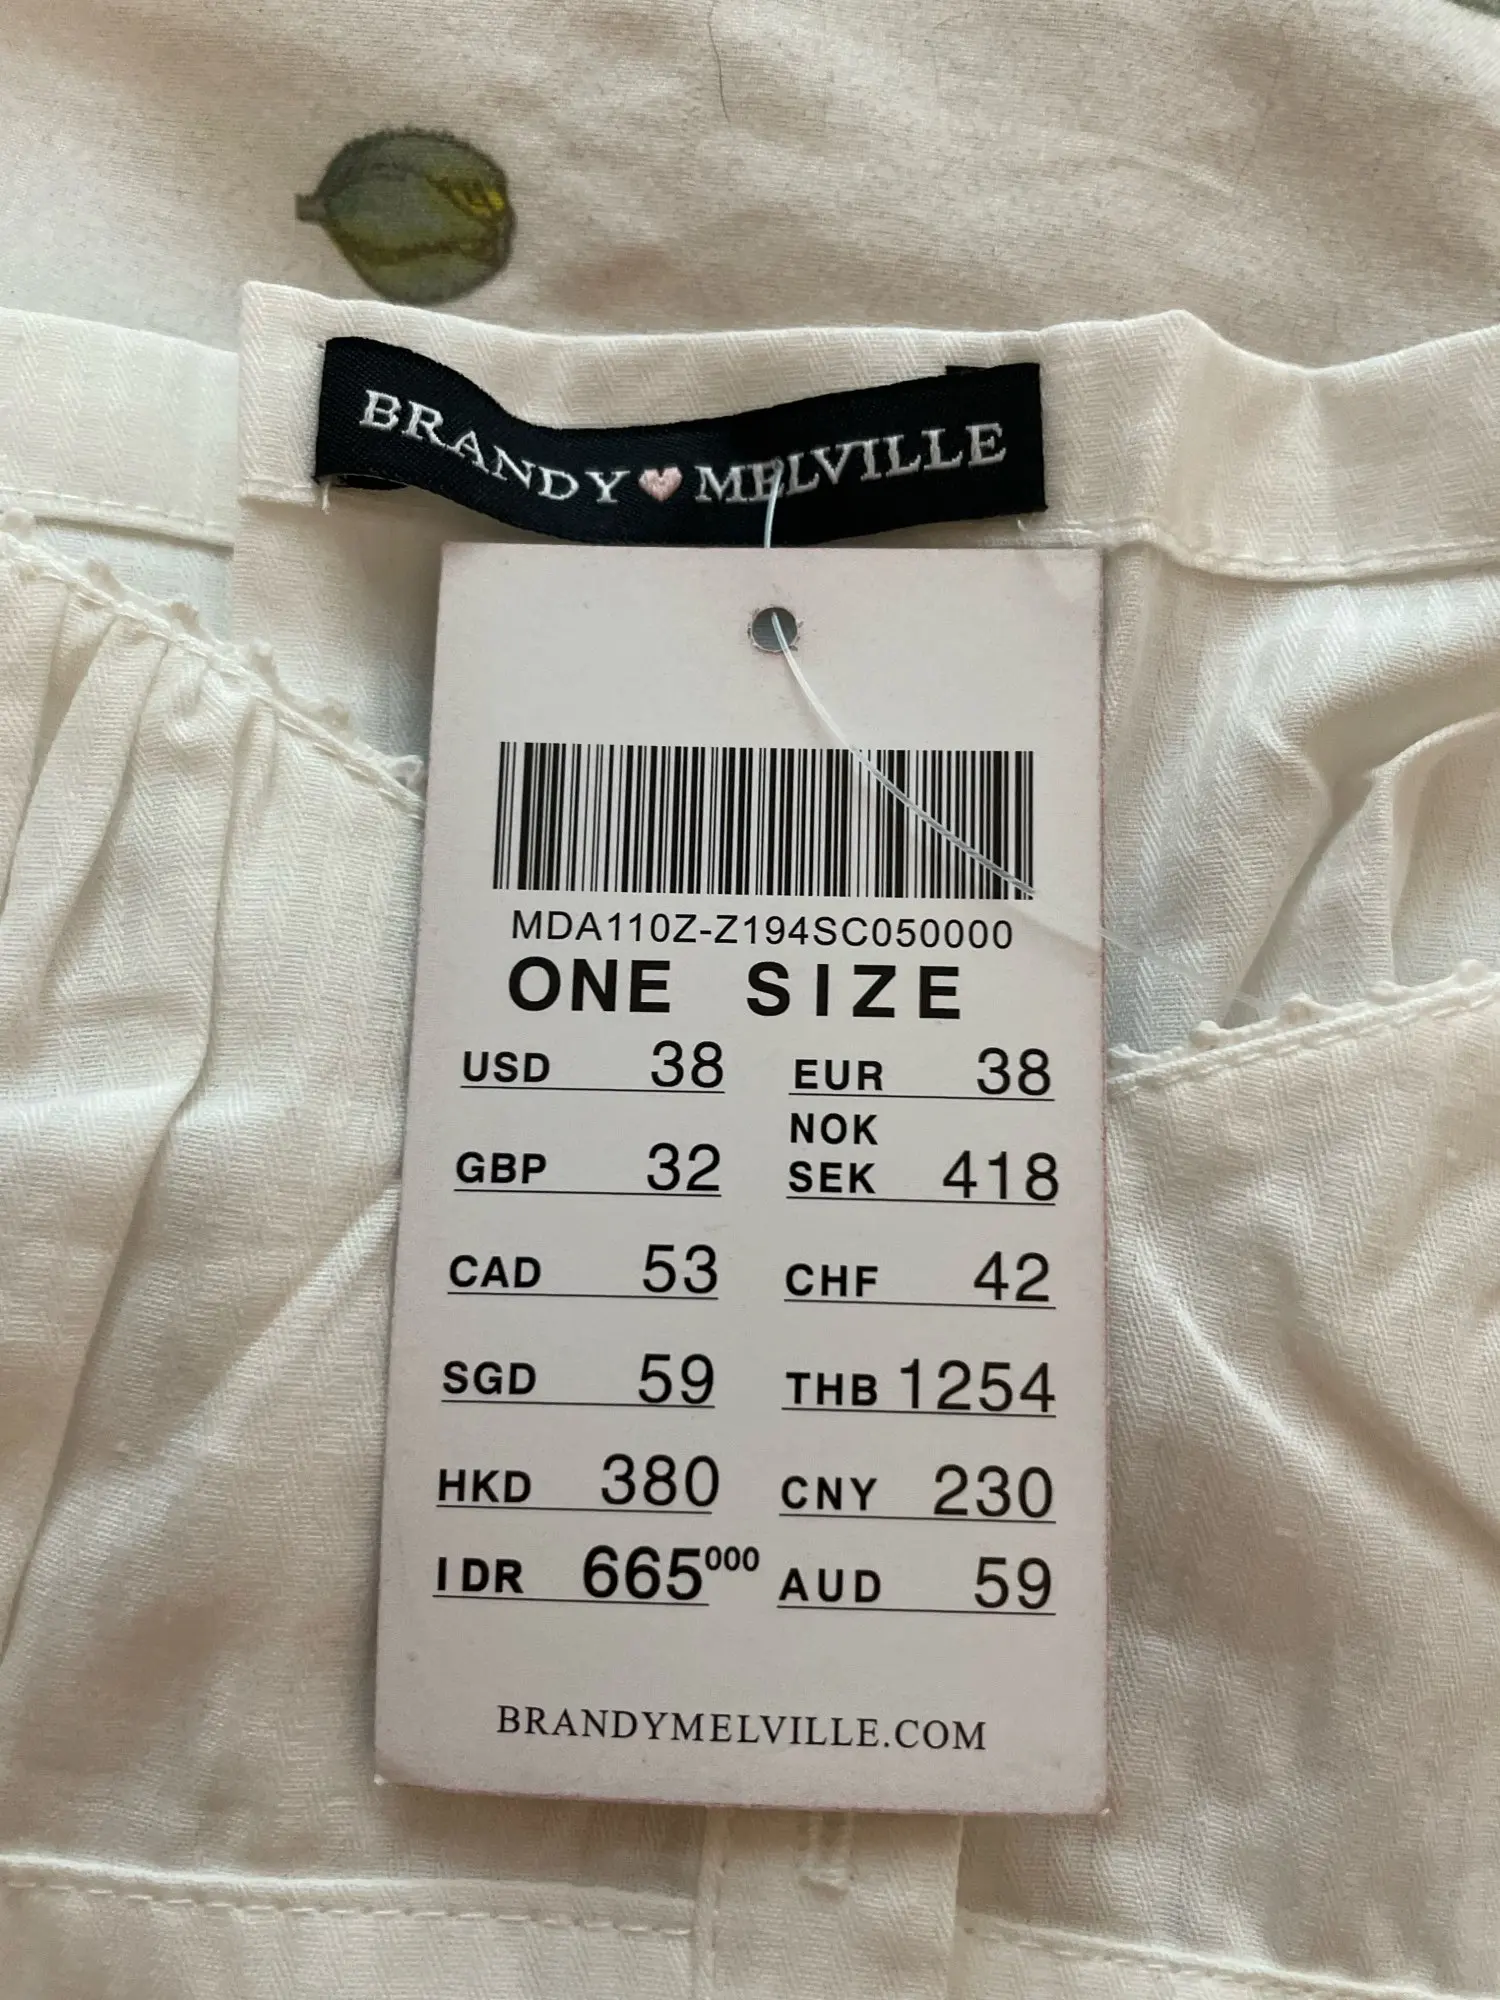 BRANDY MELVILLE
MDA110Z-Z194SC050000
ONE SIZE
USD 38 EUR 38
NOK
GBP 32 SEK 418
CAD 53 CHF 42
SGD 59 THB 1254
HKD 380 CNY 230
IDR 665000 AUD 59
BRANDYMELVILLE.COM